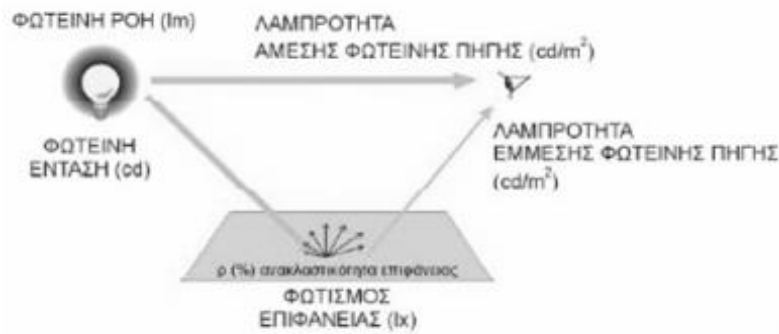 ΦΩΤΕΙΝΗ ΡΟΗ (lm)
ΛΑΜΠΡΟΤΗΤΑ
ΑΜΕΣΗΣ ΦΩΤΕΙΝΗΣ ΠΗΓΗΣ (cd/m²)
ΦΩΤΕΙΝΗ
ΕΝΤΑΣΗ (cd)
ΛΑΜΠΡΟΤΗΤΑ
ΕΜΜΕΣΗΣ ΦΩΤΕΙΝΗΣ ΠΗΓΗΣ
(cd/m²)
ρ (%) ανακλαστικότητα επιφάνειας
ΦΩΤΙΣΜΟΣ
ΕΠΙΦΑΝΕΙΑΣ (lx)